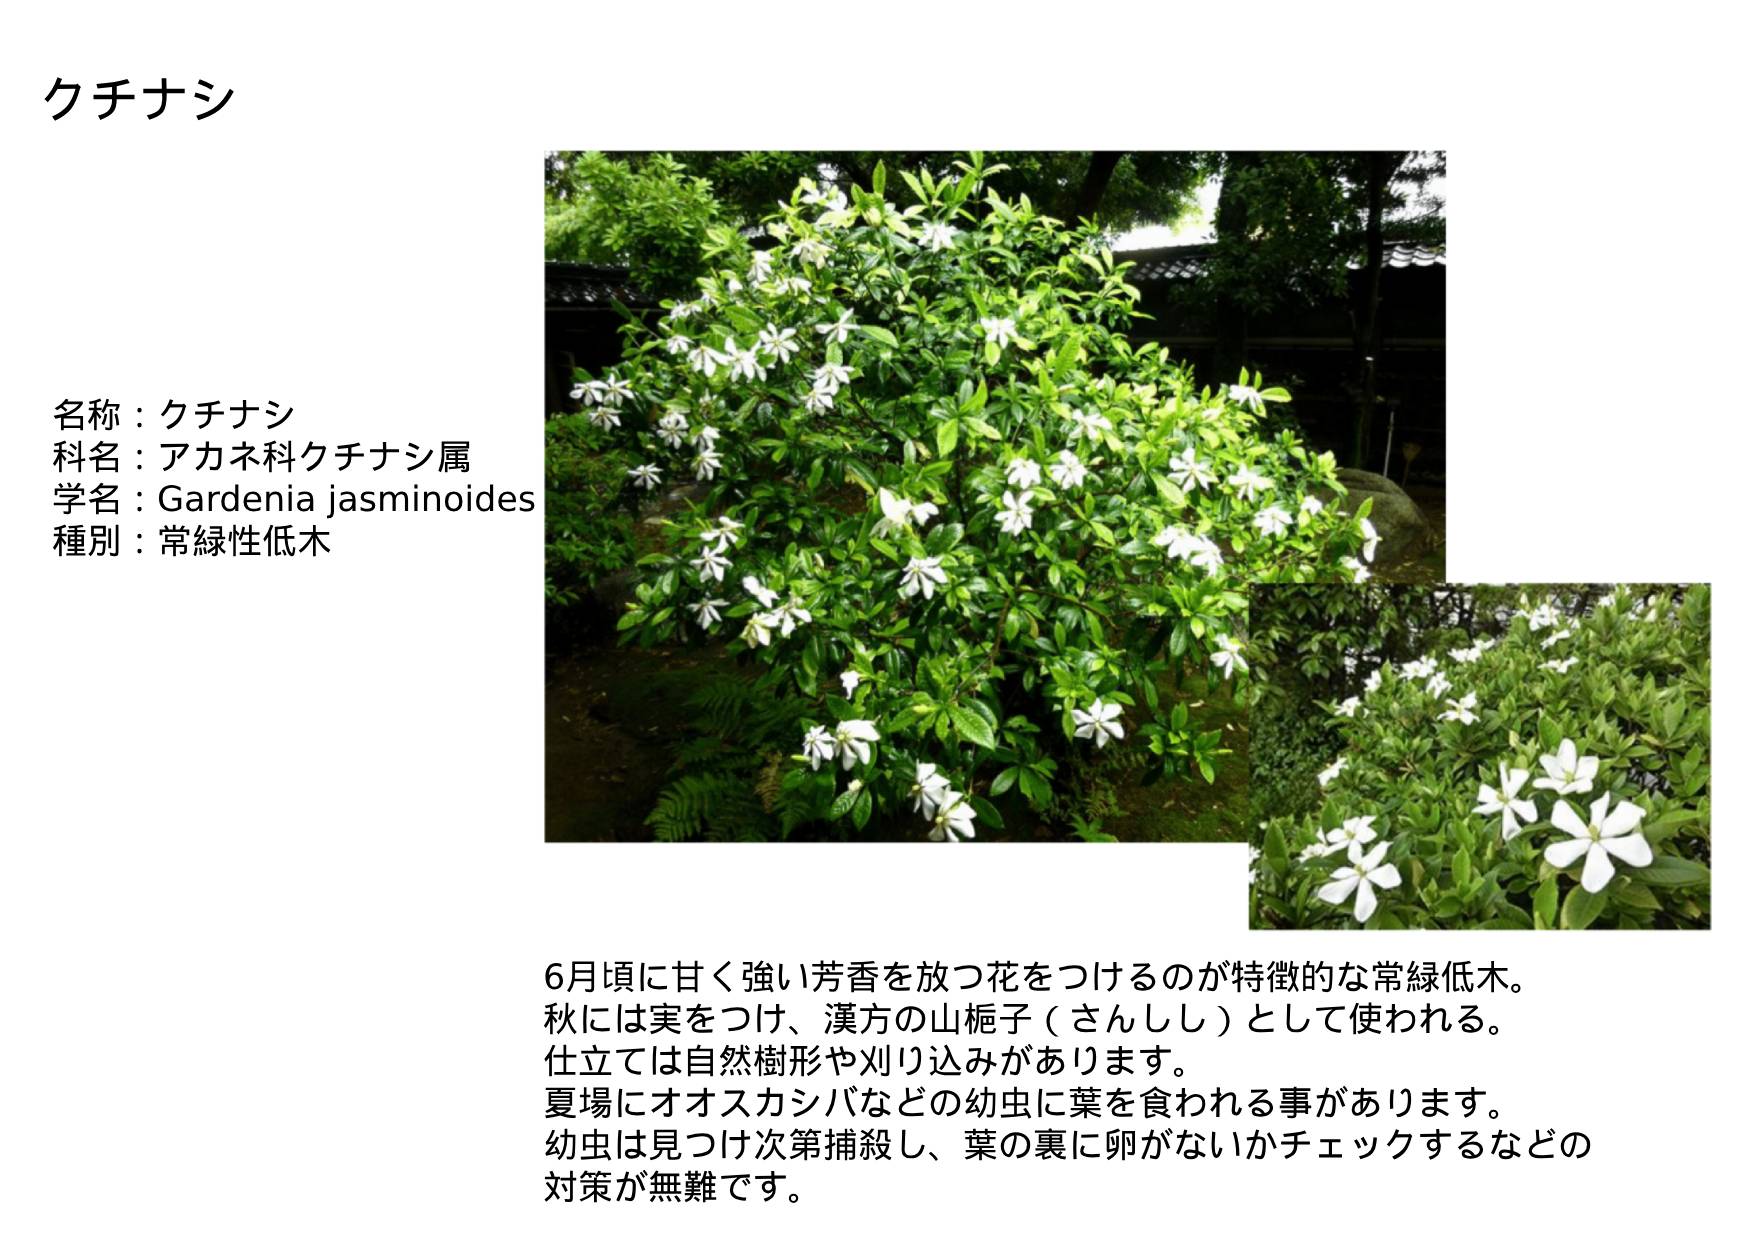 クチナシ
名称：クチナシ
科名：アカネ科クチナシ属
学名：Gardenia jasminoides
種別：常緑性低木
6月頃に甘く強い芳香を放つ花をつけるのが特徴的な常緑低木。
秋には実をつけ、漢方の山梔子（さんしし）として使われる。
仕立ては自然樹形や刈り込みがあります。
夏場にオオスカシバなどの幼虫に葉を食われる事があります。
幼虫は見つけ次第捕殺し、葉の裏に卵がないかチェックするなどの
対策が無難です。